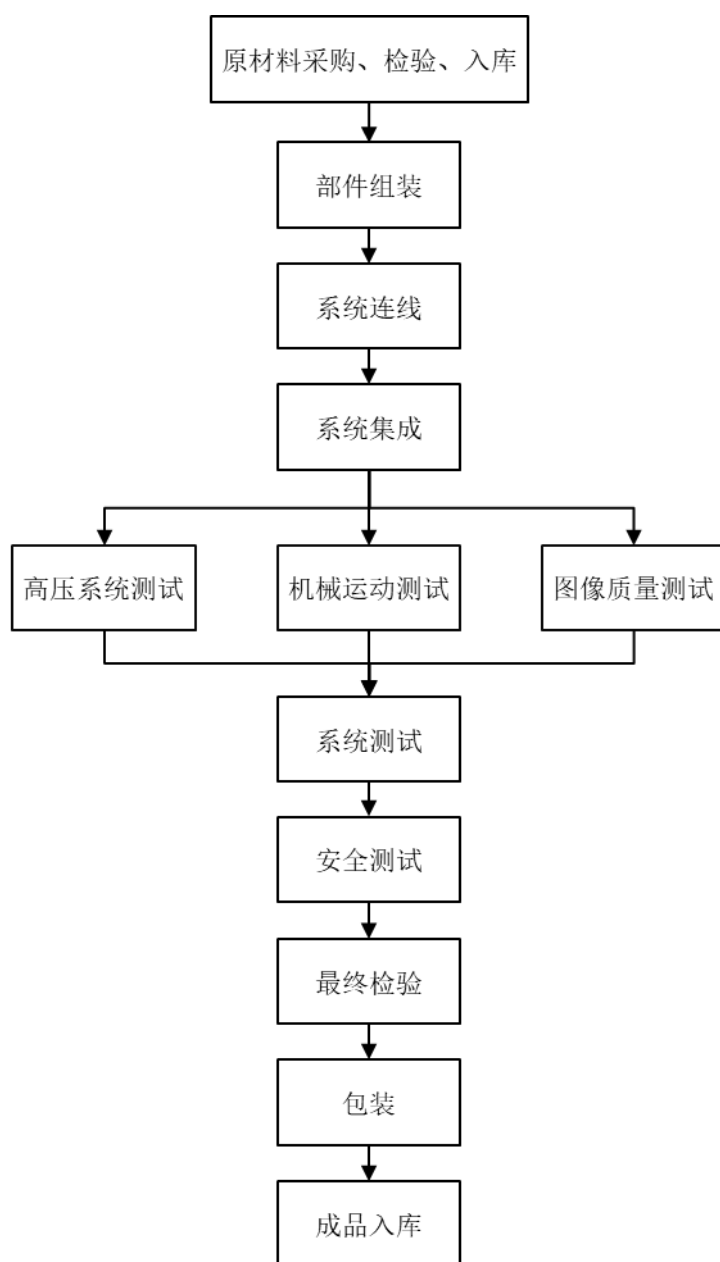 原材料采购、检验、入库
部件组装
系统连线
系统集成
高压系统测试
机械运动测试
图像质量测试
系统测试
安全测试
最终检验
包装
成品入库